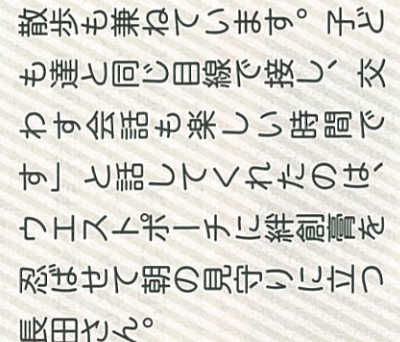 散歩も兼ねています。子ど
も達と同じ目線で接し、交
わす会話も楽しい時間で
す」と話してくれたのは、
ウエストポーチに絆創膏を
忍ばせて朝の見守りに立つ
長田さん。